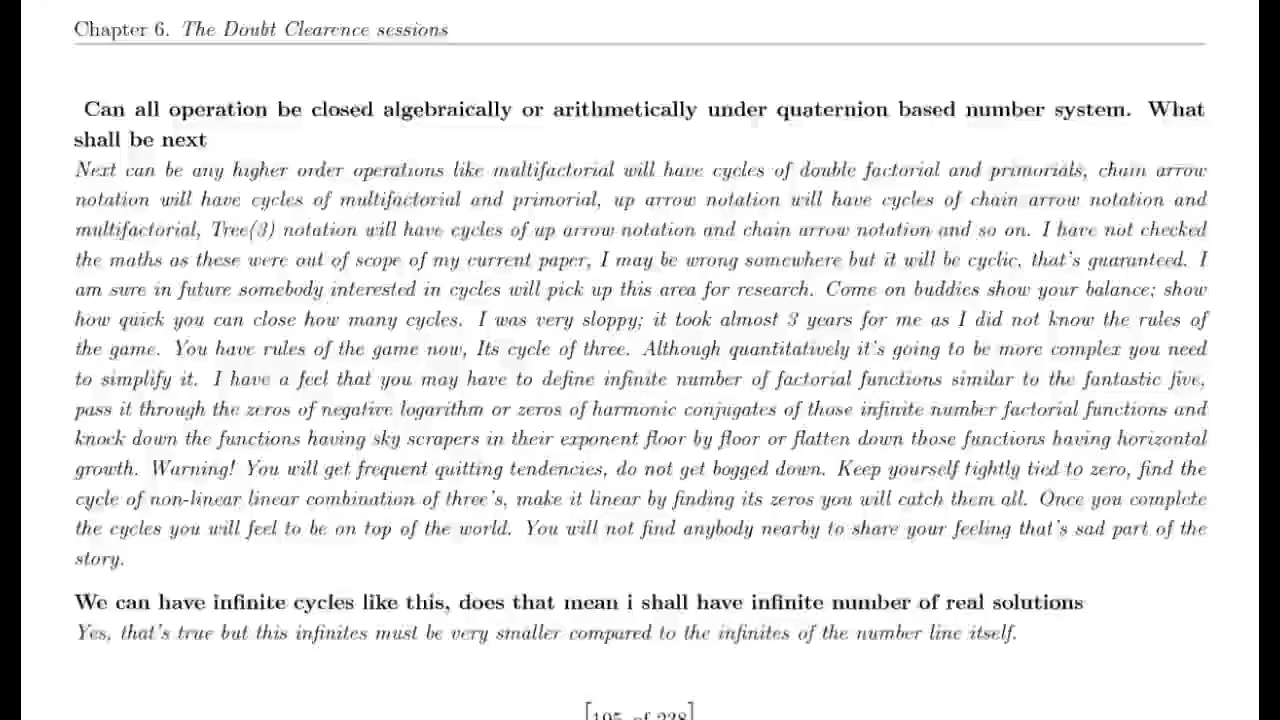 Chapter 6. The Doubt Clearence sessions
Can all operation be closed algebraically or arithmetically under quaternion based number system. What
shall be next
Next can be any higher order operations like multifactorial will have cycles of double factorial and primorials, chain arrow
notation will have cycles of multifactorial and primorial, up arrow notation will have cycles of chain arrow notation and
multifactorial, Tree(3) notation will have cycles of up arrow notation and chain arrow notation and so on. I have not checked
the maths as these were out of scope of my current paper, I may be wrong somewhere but it will be cyclic, that's guaranteed. I
am sure in future somebody interested in cycles will pick up this area for research. Come on buddies show your balance; show
how quick you can close how many cycles. I was very sloppy; it took almost 3 years for me as I did not know the rules of
the game. You have rules of the game now, Its cycle of three. Although quantitatively it's going to be more complex you need
to simplify it. I have a feel that you may have to define infinite number of factorial functions similar to the fantastic five,
pass it through the zeros of negative logarithm or zeros of harmonic conjugates of those infinite number factorial functions and
knock down the functions having sky scrapers in their exponent floor by floor or flatten down those functions having horizontal
growth. Warning! You will get frequent quitting tendencies, do not get bogged down. Keep yourself tightly tied to zero, find the
cycle of non-linear linear combination of three's, make it linear by finding its zeros you will catch them all. Once you complete
the cycles you will feel to be on top of the world. You will not find anybody nearby to share your feeling that's sad part of the
story.
We can have infinite cycles like this, does that mean i shall have infinite number of real solutions
Yes, that's true but this infinites must be very smaller compared to the infinites of the number line itself.
[195 of 238]